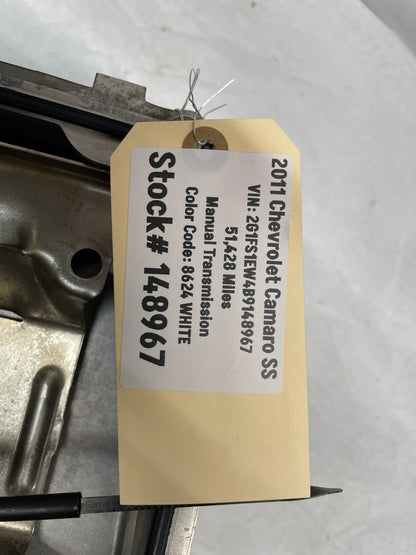 2011 Chevrolet Camaro SS
VIN: 2G1FS1EW4B9148967
51,428 Miles
Manual Transmission
Color Code: 8624 WHITE
Stock# 148967